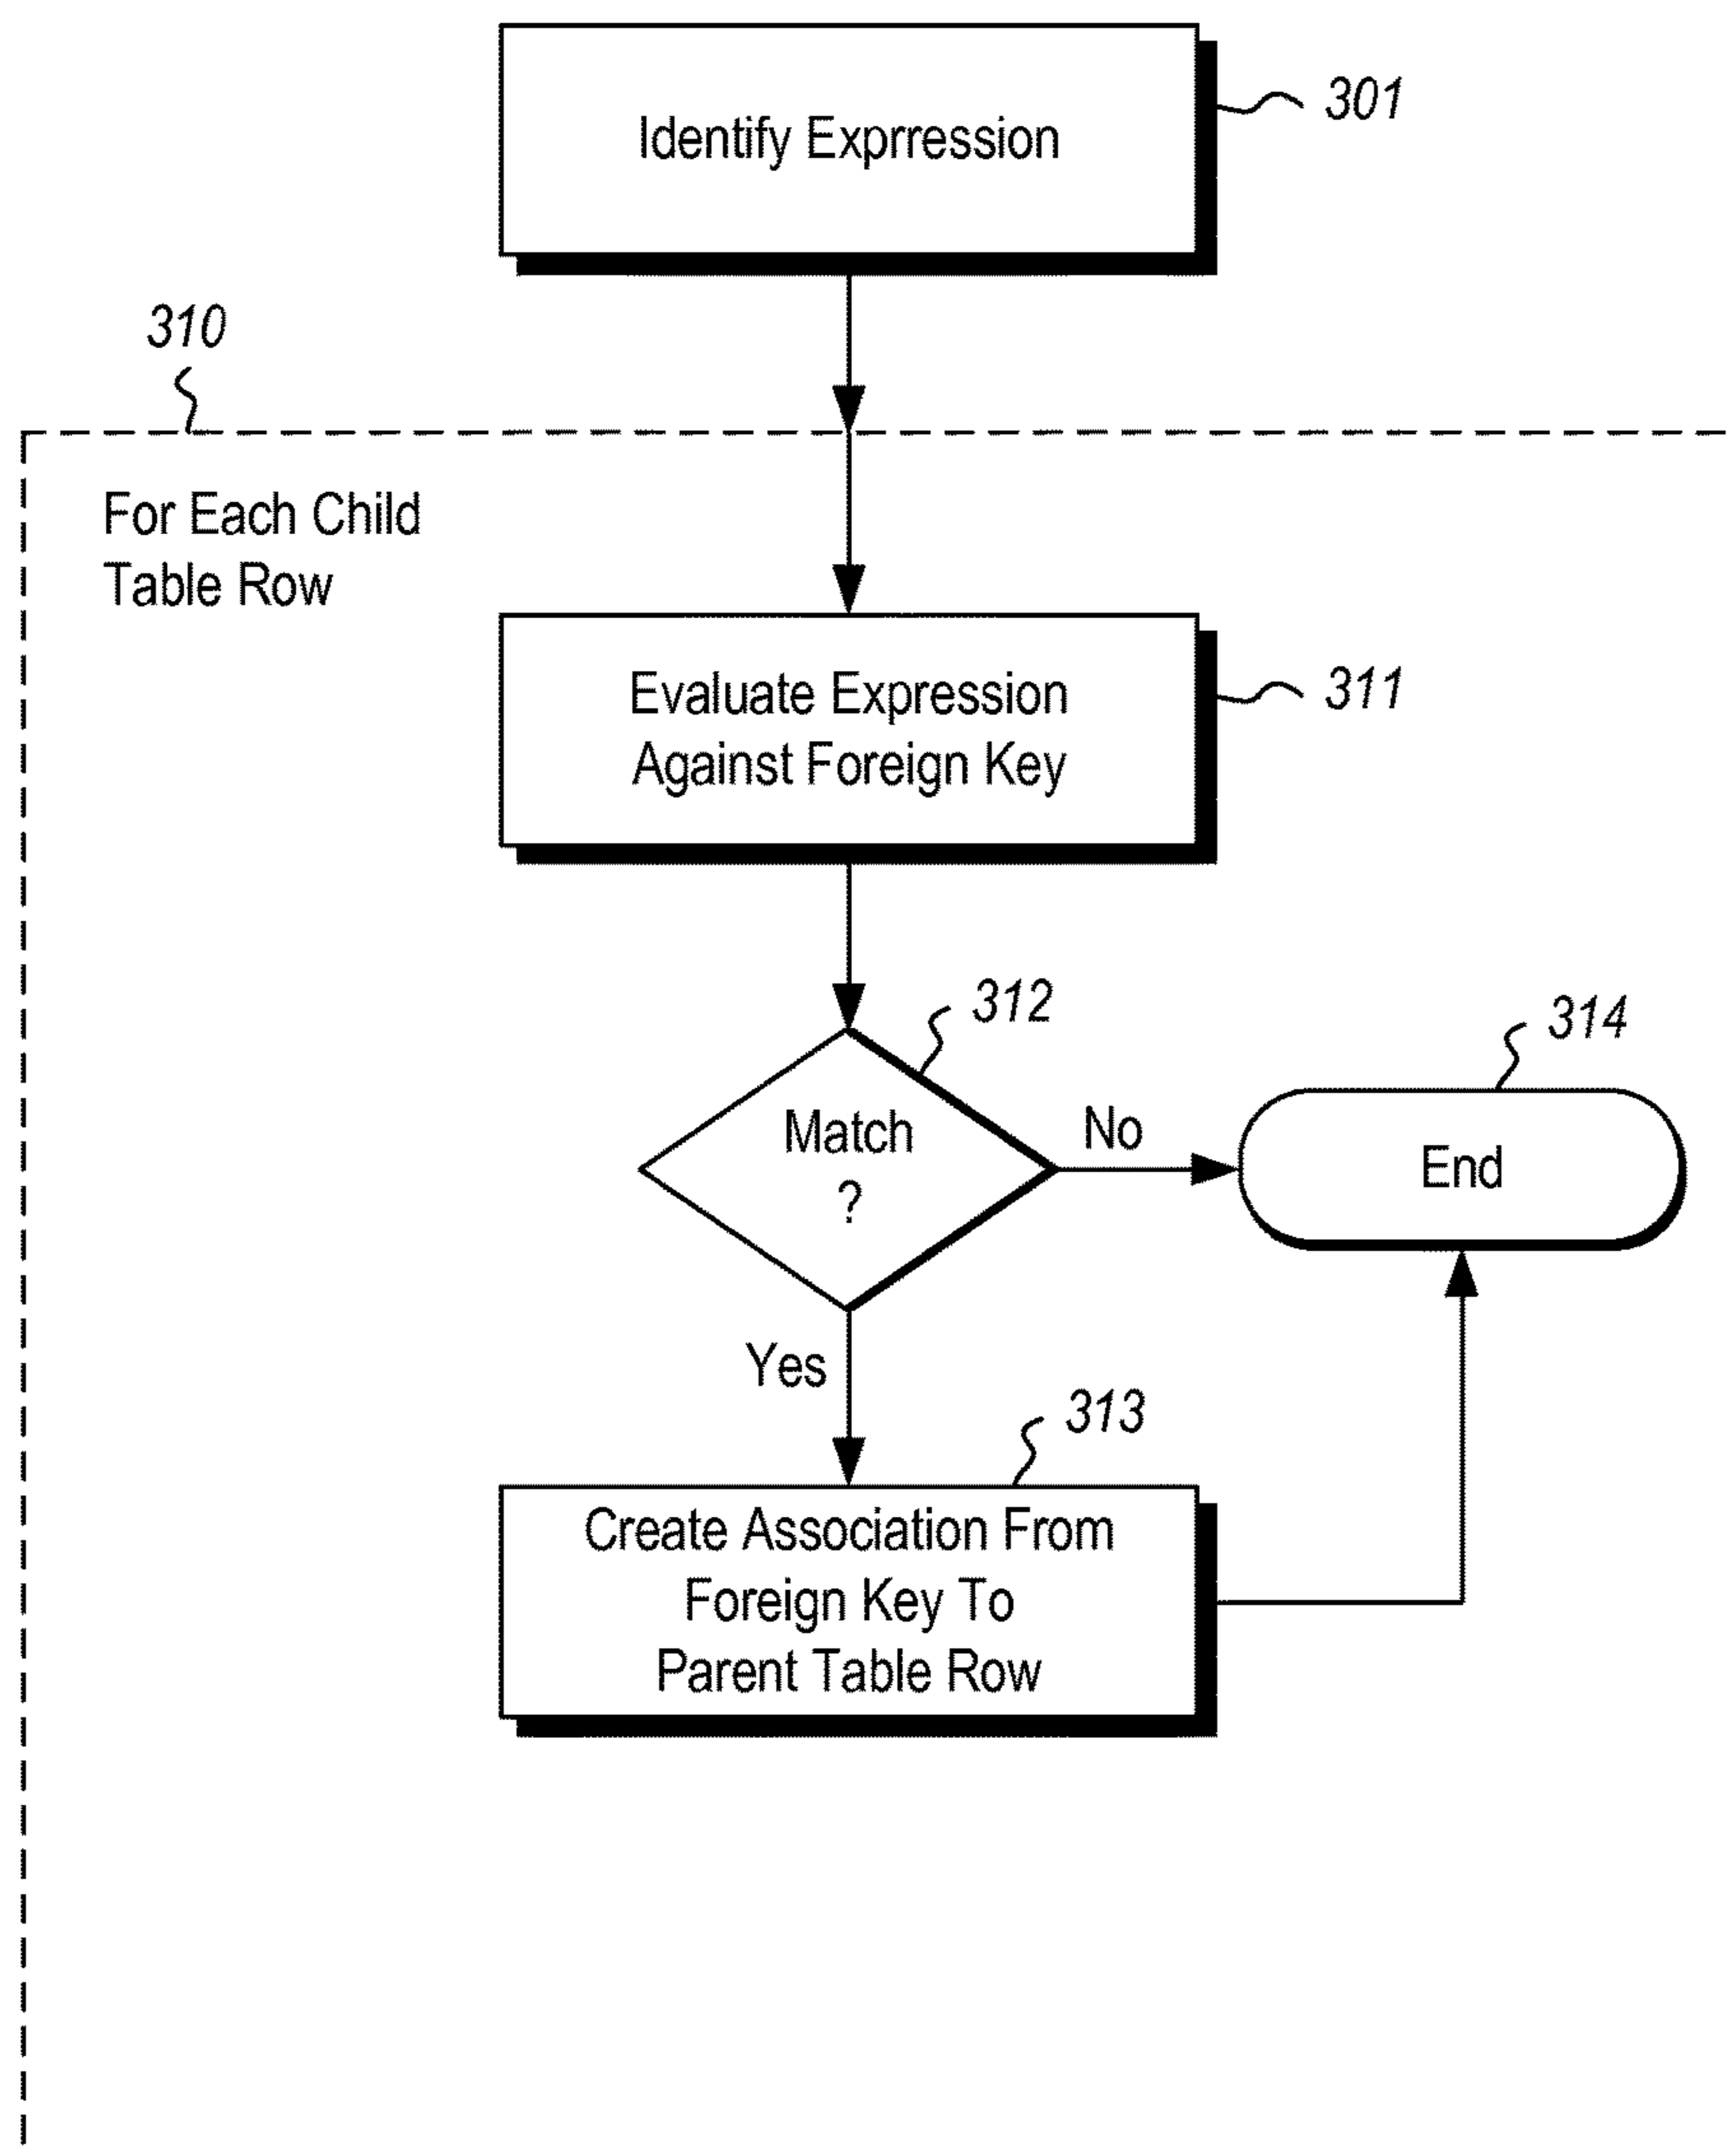 Identify Exprression
301
310
For Each Child
Table Row
Evaluate Expression
Against Foreign Key
311
312
314
Match
?
No
End
Yes
313
Create Association From
Foreign Key To
Parent Table Row